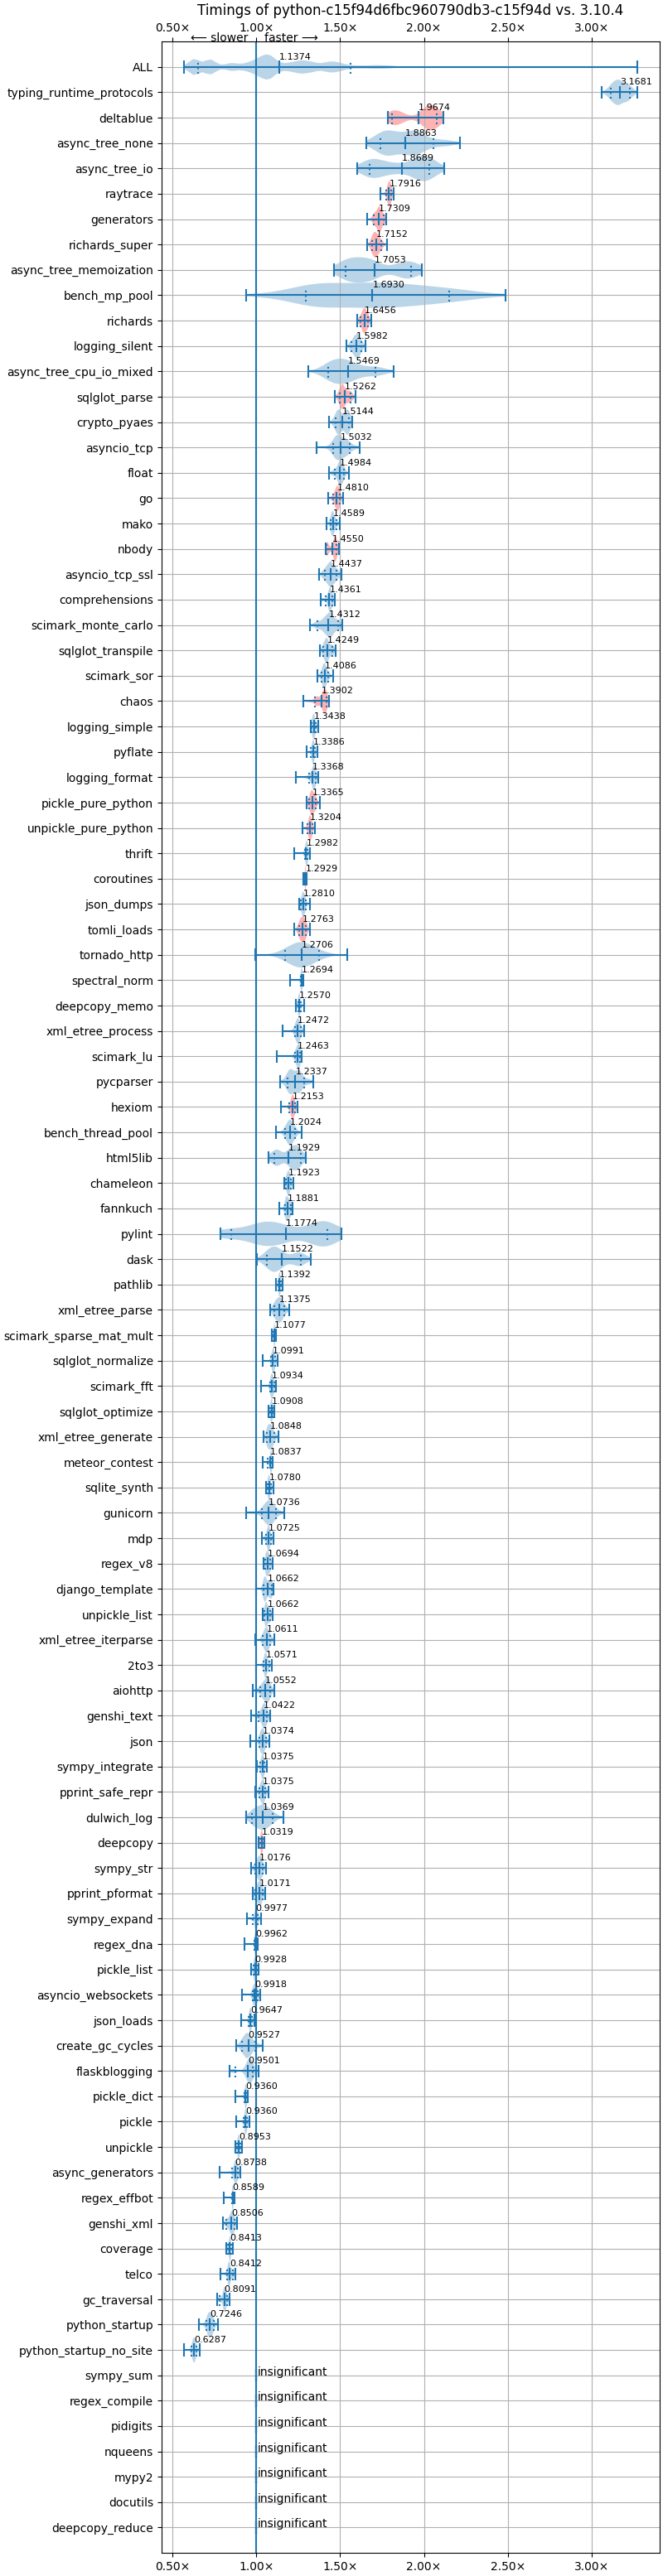 Timings of python-c15f94d6fbc960790db3-c15f94d vs. 3.10.4
0.50× 1.00× 1.50× 2.00× 2.50× 3.00×
⟵ slower faster ⟶
ALL 1.1374
typing_runtime_protocols 3.1681
deltablue 1.9674
async_tree_none 1.8863
async_tree_io 1.8689
raytrace 1.7916
generators 1.7309
richards_super 1.7152
async_tree_memoization 1.7053
bench_mp_pool 1.6930
richards 1.6456
logging_silent 1.5982
async_tree_cpu_io_mixed 1.5469
sqlglot_parse 1.5262
crypto_pyaes 1.5144
asyncio_tcp 1.5032
float 1.4984
go 1.4810
mako 1.4589
nbody 1.4550
asyncio_tcp_ssl 1.4437
comprehensions 1.4361
scimark_monte_carlo 1.4312
sqlglot_transpile 1.4249
scimark_sor 1.4086
chaos 1.3902
logging_simple 1.3438
pyflate 1.3386
logging_format 1.3368
pickle_pure_python 1.3365
unpickle_pure_python 1.3204
thrift 1.2982
coroutines 1.2929
json_dumps 1.2810
tomli_loads 1.2763
tornado_http 1.2706
spectral_norm 1.2694
deepcopy_memo 1.2570
xml_etree_process 1.2472
scimark_lu 1.2463
pycparser 1.2337
hexiom 1.2153
bench_thread_pool 1.2024
html5lib 1.1929
chameleon 1.1923
fannkuch 1.1881
pylint 1.1774
dask 1.1522
pathlib 1.1392
xml_etree_parse 1.1375
scimark_sparse_mat_mult 1.1077
sqlglot_normalize 1.0991
scimark_fft 1.0934
sqlglot_optimize 1.0908
xml_etree_generate 1.0848
meteor_contest 1.0837
sqlite_synth 1.0780
gunicorn 1.0736
mdp 1.0725
regex_v8 1.0694
django_template 1.0662
unpickle_list 1.0662
xml_etree_iterparse 1.0611
2to3 1.0571
aiohttp 1.0552
genshi_text 1.0422
json 1.0374
sympy_integrate 1.0375
pprint_safe_repr 1.0375
dulwich_log 1.0369
deepcopy 1.0319
sympy_str 1.0176
pprint_pformat 1.0171
sympy_expand 0.9977
regex_dna 0.9962
pickle_list 0.9928
asyncio_websockets 0.9918
json_loads 0.9647
create_gc_cycles 0.9527
flaskblogging 0.9501
pickle_dict 0.9360
pickle 0.9360
unpickle 0.8953
async_generators 0.8738
regex_effbot 0.8589
genshi_xml 0.8506
coverage 0.8413
telco 0.8412
gc_traversal 0.8091
python_startup 0.7246
python_startup_no_site 0.6287
sympy_sum insignificant
regex_compile insignificant
pidigits insignificant
nqueens insignificant
mypy2 insignificant
docutils insignificant
deepcopy_reduce insignificant
0.50× 1.00× 1.50× 2.00× 2.50× 3.00×